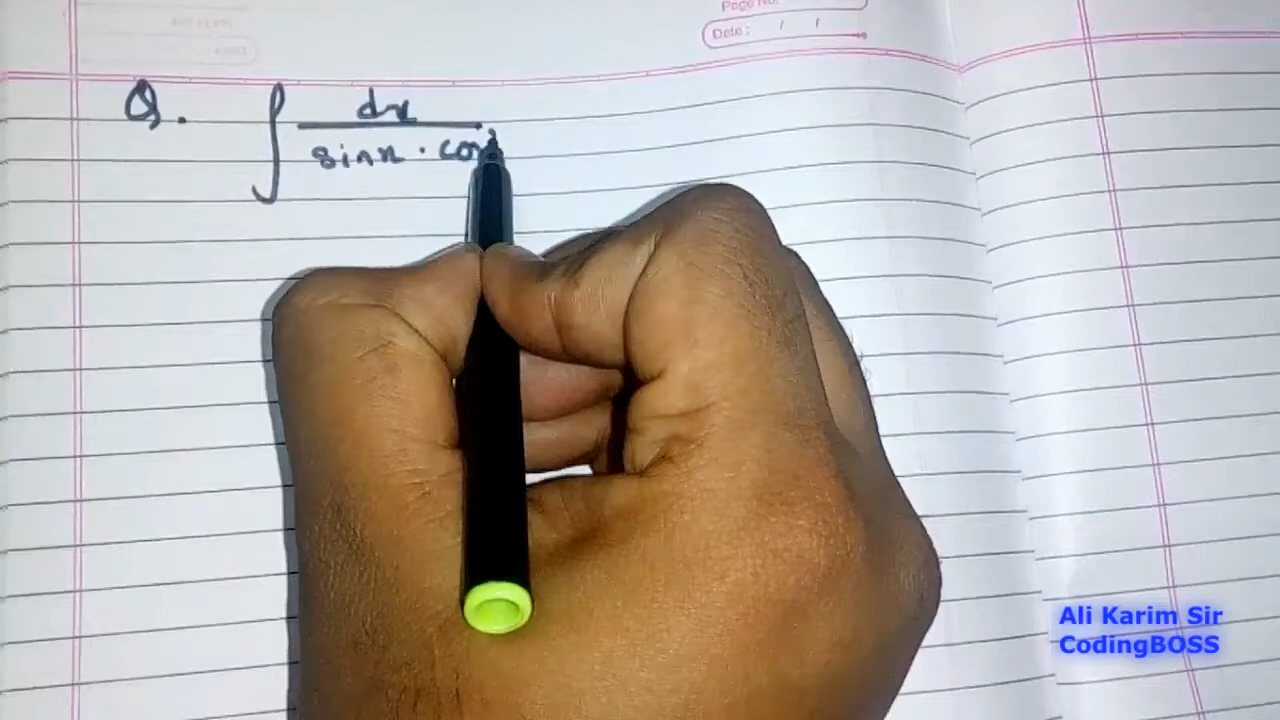 Page No.
Date : / /
Q. ∫ dx
sinx . cos
Ali Karim Sir
CodingBOSS